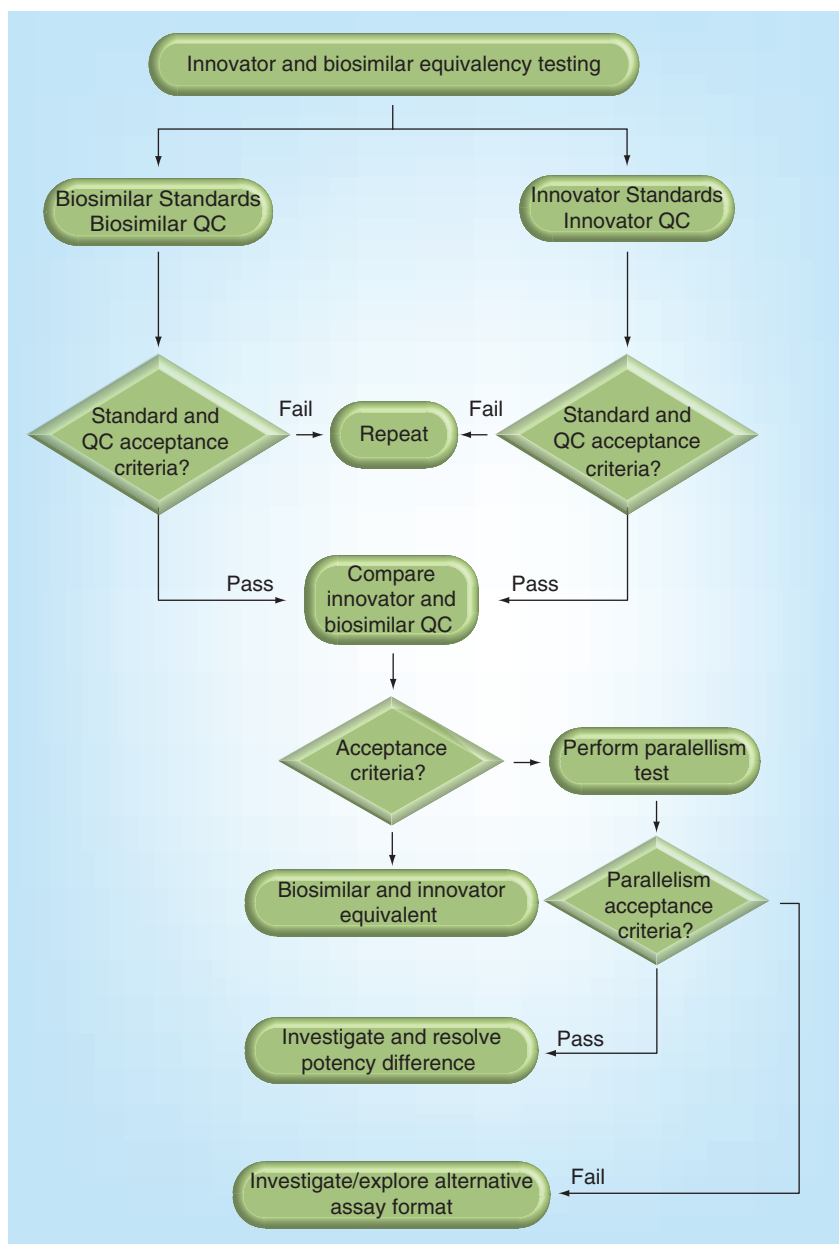 Innovator and biosimilar equivalency testing
Biosimilar Standards
Biosimilar QC
Innovator Standards
Innovator QC
Standard and
QC acceptance
criteria?
Fail
Repeat
Fail
Standard and
QC acceptance
criteria?
Pass
Compare
innovator and
biosimilar QC
Pass
Acceptance
criteria?
Perform paralellism
test
Biosimilar and innovator
equivalent
Parallelism
acceptance
criteria?
Investigate and resolve
potency difference
Pass
Investigate/explore alternative
assay format
Fail